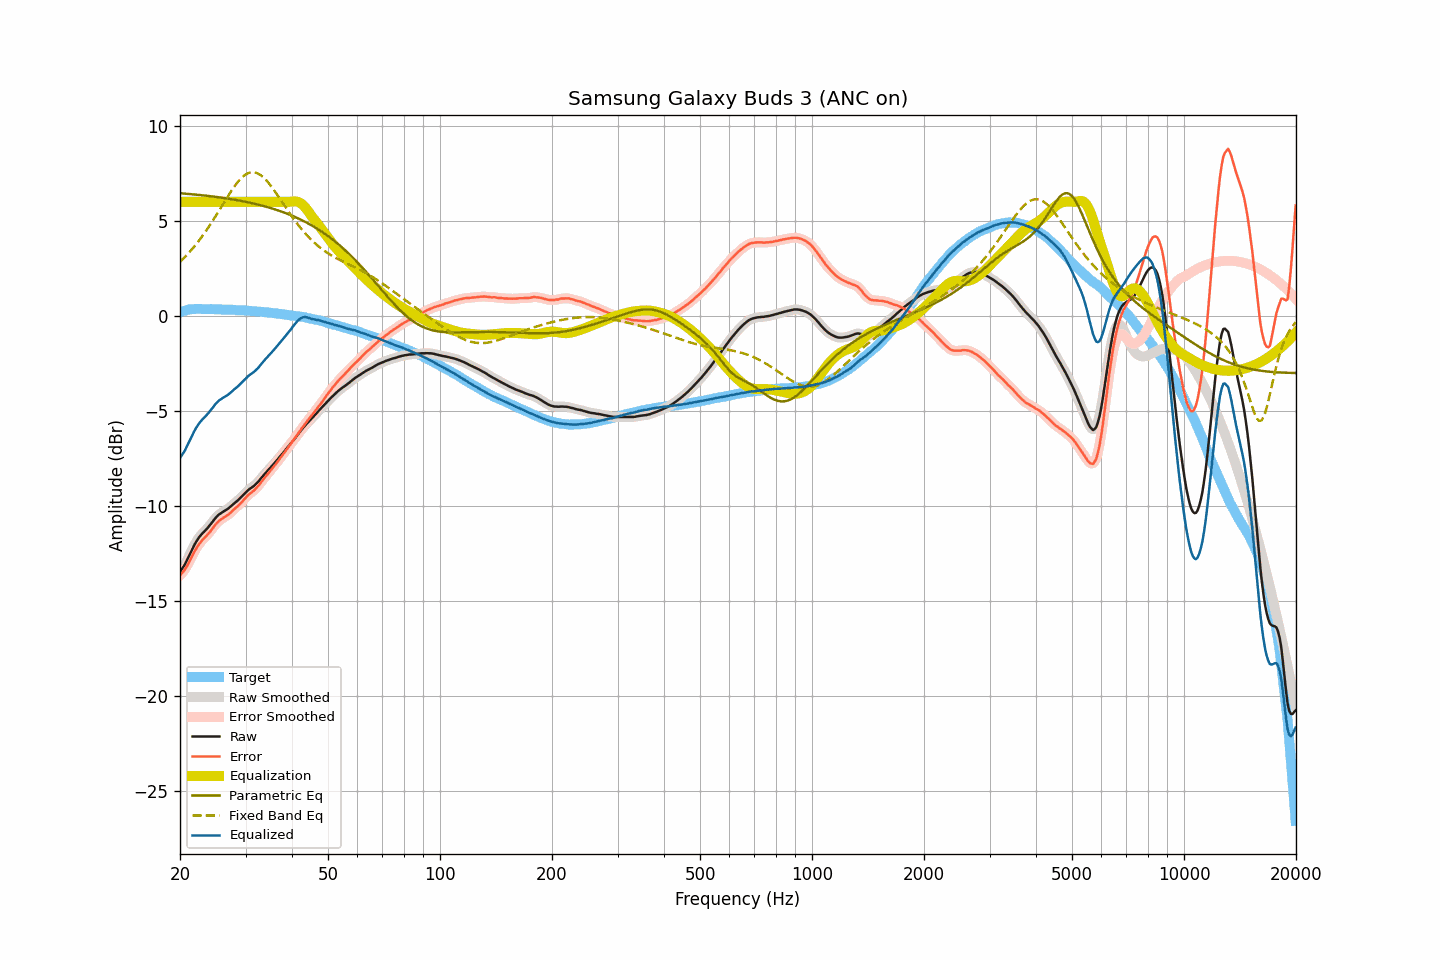 Samsung Galaxy Buds 3 (ANC on)
10
5
0
−5
−10
−15
−20
−25
Amplitude (dBr)
Target
Raw Smoothed
Error Smoothed
Raw
Error
Equalization
Parametric Eq
Fixed Band Eq
Equalized
20 50 100 200 500 1000 2000 5000 10000 20000
Frequency (Hz)